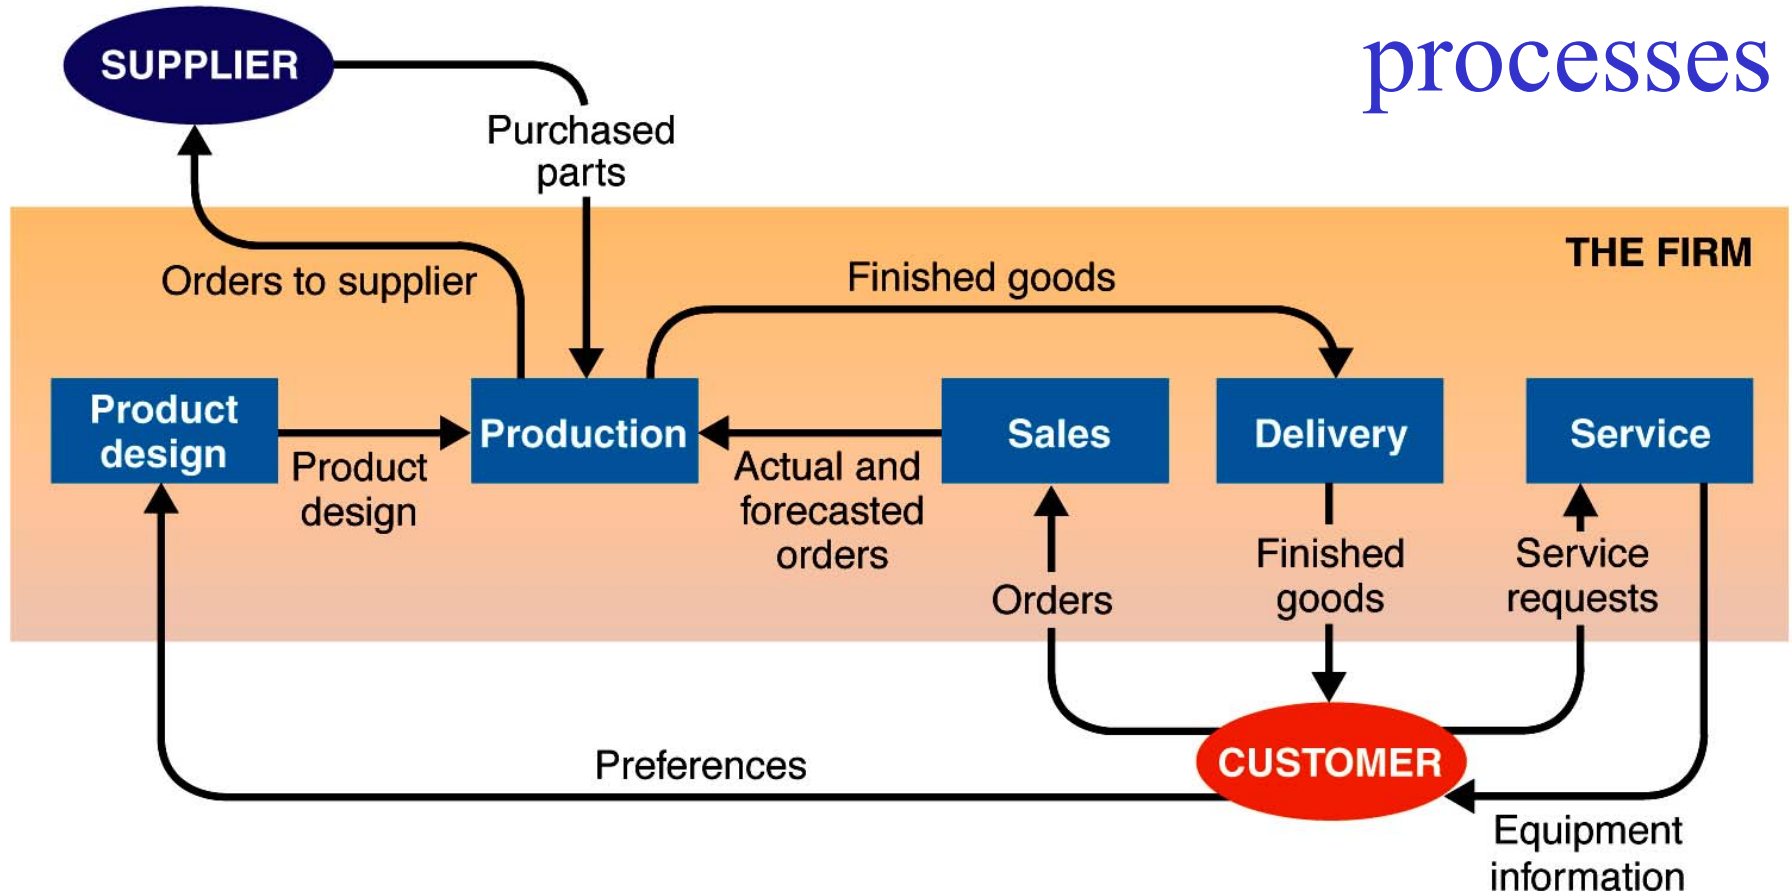 processes
SUPPLIER
Purchased
parts
THE FIRM
Orders to supplier
Finished goods
Product
design
Product
design
Production
Actual and
forecasted
orders
Sales
Delivery
Service
Orders
Finished
goods
Service
requests
CUSTOMER
Preferences
Equipment
information